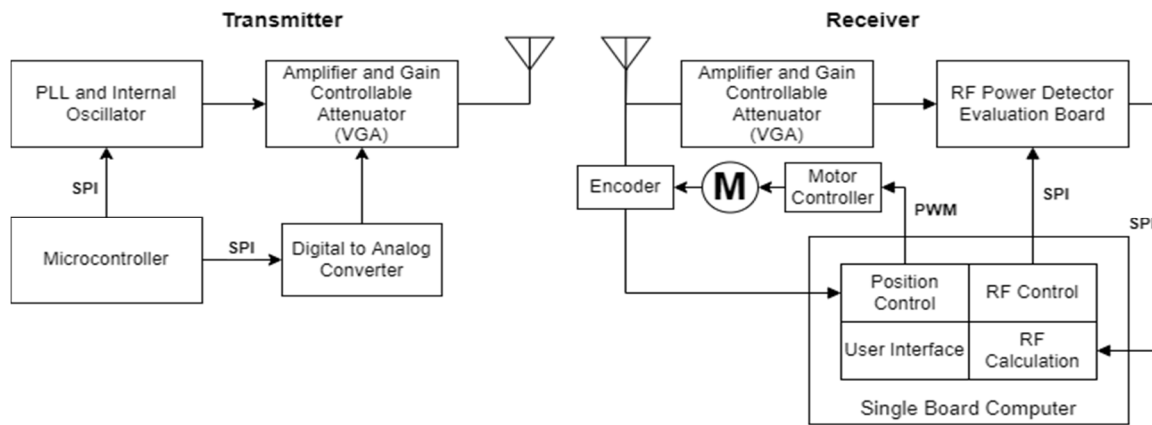 Transmitter
PLL and Internal
Oscillator
Amplifier and Gain
Controllable
Attenuator
(VGA)
SPI
Microcontroller
SPI
Digital to Analog
Converter
Receiver
Amplifier and Gain
Controllable
Attenuator
(VGA)
RF Power Detector
Evaluation Board
Encoder
M
Motor
Controller
PWM
SPI
SPI
Position
Control
RF Control
User Interface
RF
Calculation
Single Board Computer